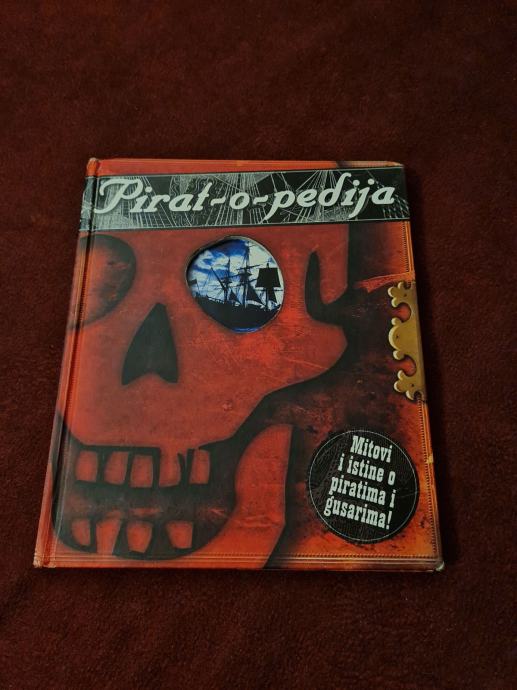 Pirat-o-pedija
Mitovi
i istine o
piratima i
gusarima!